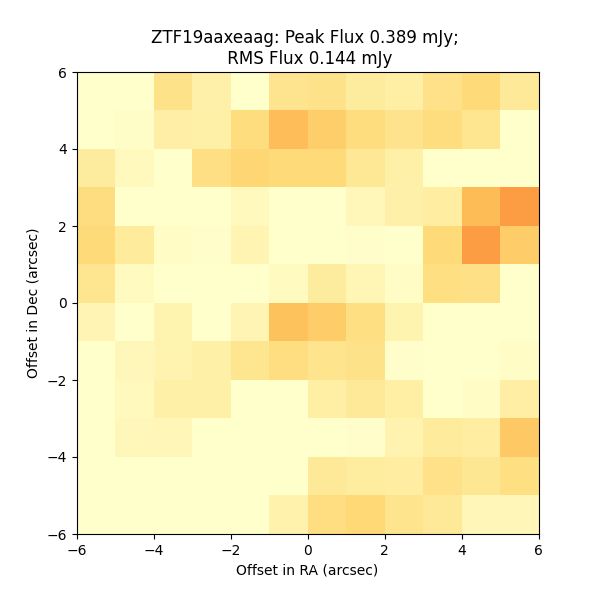 ZTF19aaxeaag: Peak Flux 0.389 mJy;
RMS Flux 0.144 mJy
6
4
2
0
−2
−4
−6
Offset in Dec (arcsec)
−6 −4 −2 0 2 4 6
Offset in RA (arcsec)